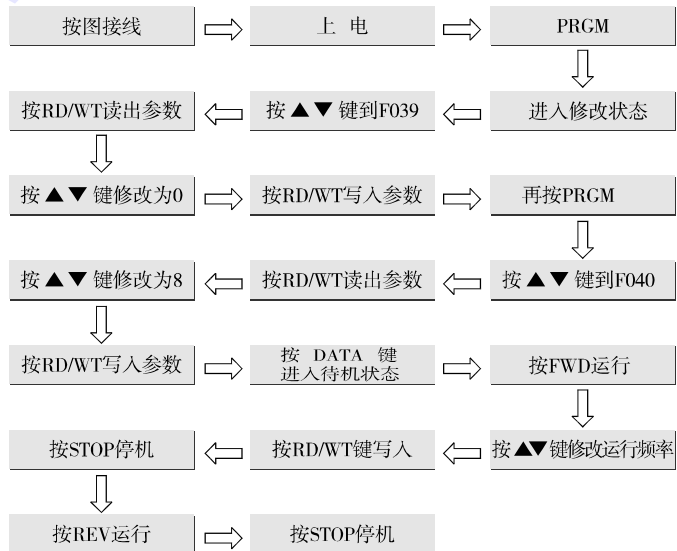 按图接线
上 电
PRGM
进入修改状态
按 ▲ ▼ 键到F039
按RD/WT读出参数
按 ▲ ▼ 键修改为0
按RD/WT写入参数
再按PRGM
按 ▲ ▼ 键到F040
按RD/WT读出参数
按 ▲ ▼ 键修改为8
按RD/WT写入参数
按 DATA 键
进入待机状态
按FWD运行
按 ▲▼ 键修改运行频率
按RD/WT键写入
按STOP停机
按REV运行
按STOP停机